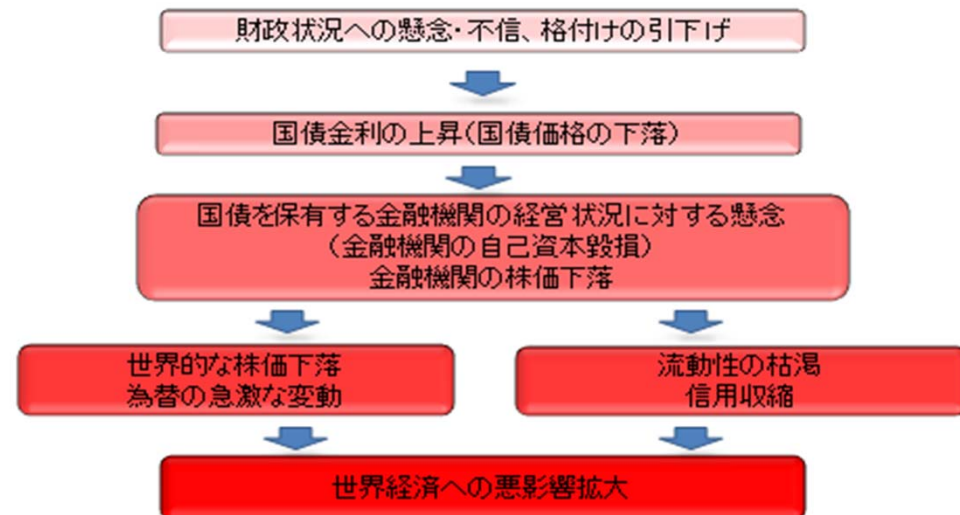 財政状況への懸念・不信、格付けの引下げ
国債金利の上昇(国債価格の下落)
国債を保有する金融機関の経営状況に対する懸念
(金融機関の自己資本毀損)
金融機関の株価下落
世界的な株価下落
為替の急激な変動
流動性の枯渇
信用収縮
世界経済への悪影響拡大